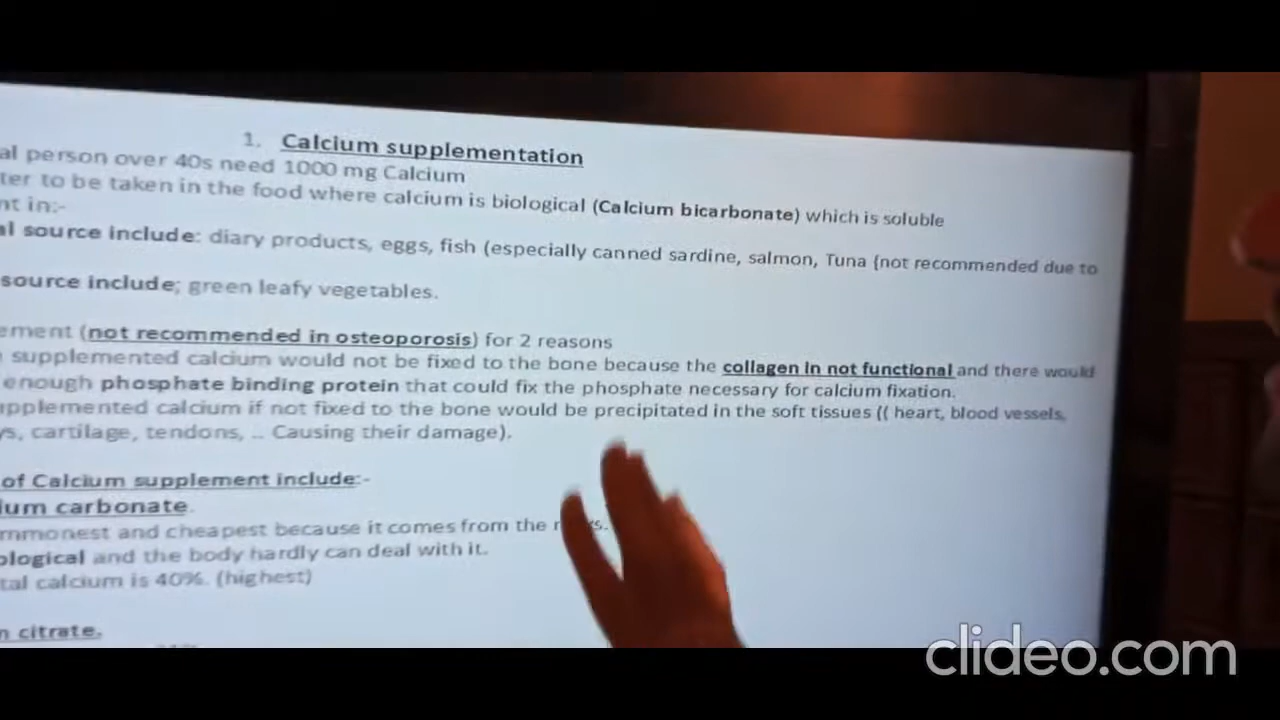 1. Calcium supplementation
al person over 40s need 1000 mg Calcium
ter to be taken in the food where calcium is biological (Calcium bicarbonate) which is soluble
nt in:-
al source include: diary products, eggs, fish (especially canned sardine, salmon, Tuna (not recommended due to
source include; green leafy vegetables.
ement (not recommended in osteoporosis) for 2 reasons
supplemented calcium would not be fixed to the bone because the collagen in not functional and there would
enough phosphate binding protein that could fix the phosphate necessary for calcium fixation.
upplemented calcium if not fixed to the bone would be precipitated in the soft tissues (( heart, blood vessels,
ys, cartilage, tendons, .. Causing their damage).
of Calcium supplement include:-
ium carbonate.
mmonest and cheapest because it comes from the
ological and the body hardly can deal with it.
tal calcium is 40%. (highest)
n citrate.
clideo.com